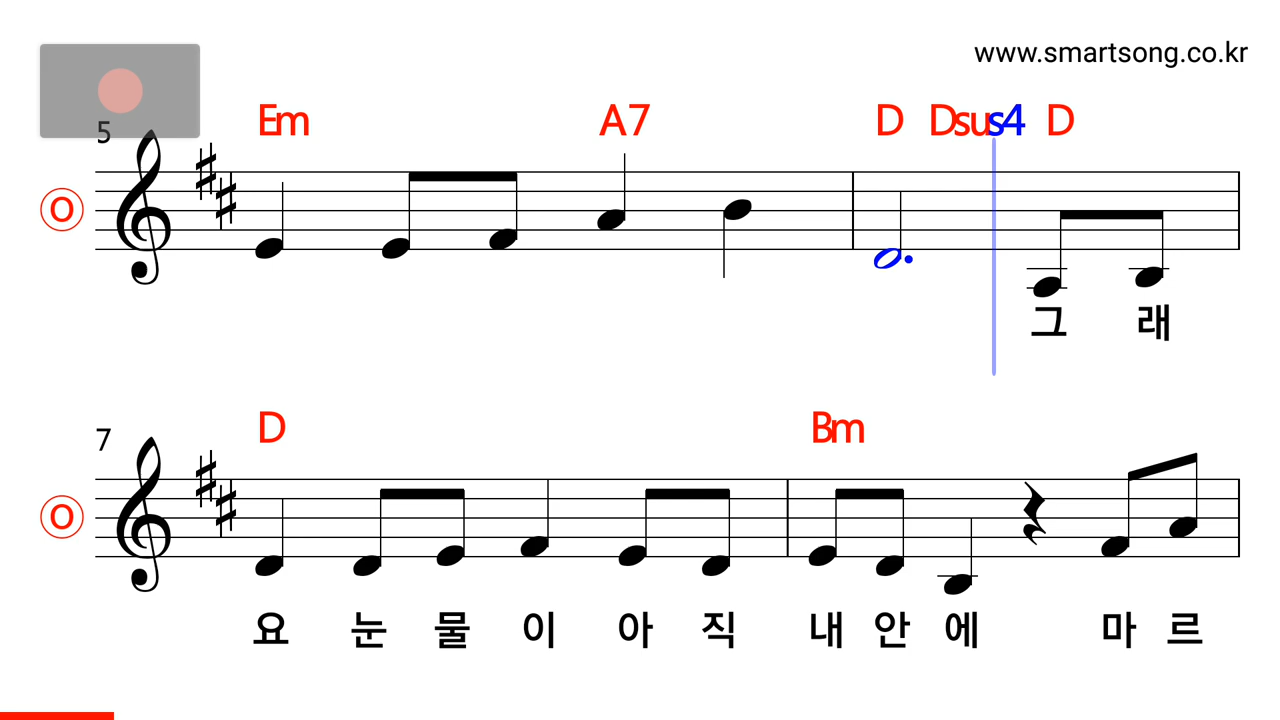 www.smartsong.co.kr
5 Em A7 D Dsus4 D
O
그 래
7 D Bm
O
요 눈 물 이 아 직 내 안 에 마 르